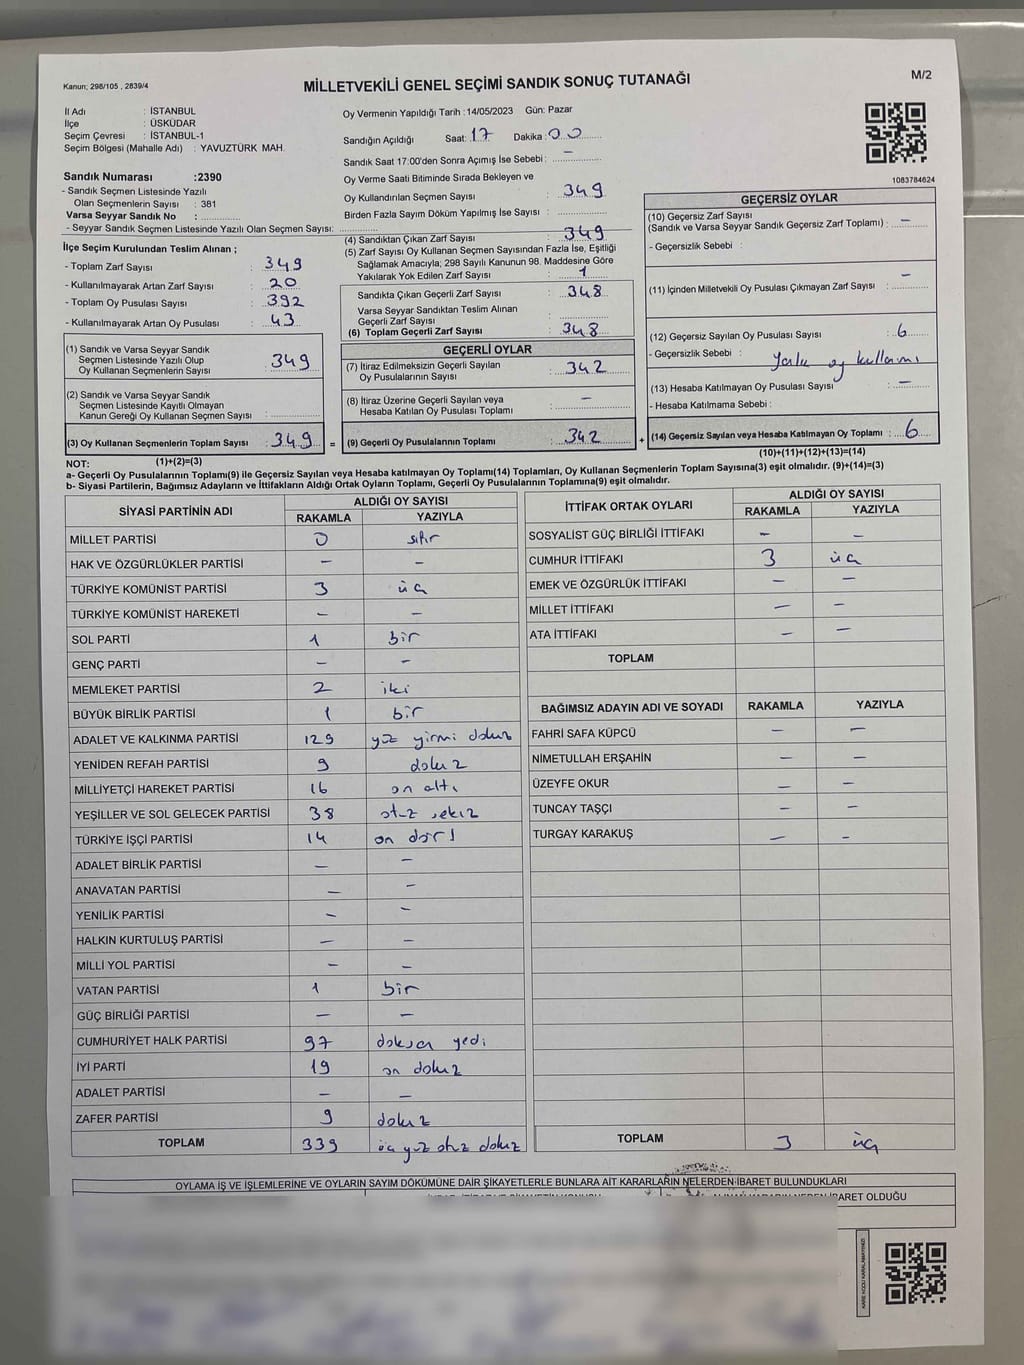 Kanun; 298/105 , 2839/4
MİLLETVEKİLİ GENEL SEÇİMİ SANDIK SONUÇ TUTANAĞI
M/2
İl Adı : İSTANBUL
İlçe : ÜSKÜDAR
Seçim Çevresi : İSTANBUL-1
Seçim Bölgesi (Mahalle Adı) : YAVUZTÜRK MAH.
Sandık Numarası :2390
- Sandık Seçmen Listesinde Yazılı
Olan Seçmenlerin Sayısı : 381
Varsa Seyyar Sandık No :
- Seyyar Sandık Seçmen Listesinde Yazılı Olan Seçmen Sayısı:
İlçe Seçim Kurulundan Teslim Alınan ;
- Toplam Zarf Sayısı : 349
- Kullanılmayarak Artan Zarf Sayısı : 20
- Toplam Oy Pusulası Sayısı : 392
- Kullanılmayarak Artan Oy Pusulası : 43
(1) Sandık ve Varsa Seyyar Sandık
Seçmen Listesinde Yazılı Olup
Oy Kullanan Seçmenlerin Sayısı : 349
(2) Sandık ve Varsa Seyyar Sandık
Seçmen Listesinde Kayıtlı Olmayan
Kanun Gereği Oy Kullanan Seçmen Sayısı :
(3) Oy Kullanan Seçmenlerin Toplam Sayısı : 349 =
Oy Vermenin Yapıldığı Tarih :14/05/2023 Gün: Pazar
Sandığın Açıldığı Saat: 17 Dakika : 00
Sandık Saat 17:00'den Sonra Açımış İse Sebebi : –
Oy Verme Saati Bitiminde Sırada Bekleyen ve
Oy Kullandırılan Seçmen Sayısı : 349
Birden Fazla Sayım Döküm Yapılmış İse Sayısı :
(4) Sandıktan Çıkan Zarf Sayısı : 349
(5) Zarf Sayısı Oy Kullanan Seçmen Sayısından Fazla İse, Eşitliği
Sağlamak Amacıyla; 298 Sayılı Kanunun 98. Maddesine Göre
Yakılarak Yok Edilen Zarf Sayısı : 1
Sandıkta Çıkan Geçerli Zarf Sayısı : 348
Varsa Seyyar Sandıktan Teslim Alınan
Geçerli Zarf Sayısı :
(6) Toplam Geçerli Zarf Sayısı : 348
GEÇERLİ OYLAR
(7) İtiraz Edilmeksizin Geçerli Sayılan
Oy Pusulalarının Sayısı : 342
(8) İtiraz Üzerine Geçerli Sayılan veya
Hesaba Katılan Oy Pusulası Toplamı : –
(9) Geçerli Oy Pusulalarının Toplamı : 342 +
1083784624
GEÇERSİZ OYLAR
(10) Geçersiz Zarf Sayısı
(Sandık ve Varsa Seyyar Sandık Geçersiz Zarf Toplamı) : –
- Geçersizlik Sebebi :
(11) İçinden Milletvekili Oy Pusulası Çıkmayan Zarf Sayısı : –
(12) Geçersiz Sayılan Oy Pusulası Sayısı : 6
- Geçersizlik Sebebi : oy kullanımı
(13) Hesaba Katılmayan Oy Pusulası Sayısı : –
- Hesaba Katılmama Sebebi :
(14) Geçersiz Sayılan veya Hesaba Katılmayan Oy Toplamı : 6
(10)+(11)+(12)+(13)=(14)
NOT: (1)+(2)=(3)
a- Geçerli Oy Pusulalarının Toplamı(9) ile Geçersiz Sayılan veya Hesaba katılmayan Oy Toplamı(14) Toplamları, Oy Kullanan Seçmenlerin Toplam Sayısına(3) eşit olmalıdır. (9)+(14)=(3)
b- Siyasi Partilerin, Bağımsız Adayların ve İttifakların Aldığı Ortak Oyların Toplamı, Geçerli Oy Pusulalarının Toplamına(9) eşit olmalıdır.
SİYASİ PARTİNİN ADI ALDIĞI OY SAYISI
RAKAMLA YAZIYLA
MİLLET PARTİSİ 0 sıfır
HAK VE ÖZGÜRLÜKLER PARTİSİ – –
TÜRKİYE KOMÜNİST PARTİSİ 3 üç
TÜRKİYE KOMÜNİST HAREKETİ – –
SOL PARTİ 1 bir
GENÇ PARTİ – –
MEMLEKET PARTİSİ 2 iki
BÜYÜK BİRLİK PARTİSİ 1 bir
ADALET VE KALKINMA PARTİSİ 129 yüz yirmi dokuz
YENİDEN REFAH PARTİSİ 9 dokuz
MİLLİYETÇİ HAREKET PARTİSİ 16 on altı
YEŞİLLER VE SOL GELECEK PARTİSİ 38 otuz sekiz
TÜRKİYE İŞÇİ PARTİSİ 14 on dört
ADALET BİRLİK PARTİSİ – –
ANAVATAN PARTİSİ – –
YENİLİK PARTİSİ – –
HALKIN KURTULUŞ PARTİSİ – –
MİLLİ YOL PARTİSİ – –
VATAN PARTİSİ 1 bir
GÜÇ BİRLİĞİ PARTİSİ – –
CUMHURİYET HALK PARTİSİ 97 doksan yedi
İYİ PARTİ 19 on dokuz
ADALET PARTİSİ – –
ZAFER PARTİSİ 9 dokuz
TOPLAM 339 üç yüz otuz dokuz
İTTİFAK ORTAK OYLARI ALDIĞI OY SAYISI
RAKAMLA YAZIYLA
SOSYALİST GÜÇ BİRLİĞİ İTTİFAKI – –
CUMHUR İTTİFAKI 3 üç
EMEK VE ÖZGÜRLÜK İTTİFAKI – –
MİLLET İTTİFAKI – –
ATA İTTİFAKI – –
TOPLAM
BAĞIMSIZ ADAYIN ADI VE SOYADI RAKAMLA YAZIYLA
FAHRİ SAFA KÜPCÜ – –
NİMETULLAH ERŞAHİN – –
ÜZEYFE OKUR – –
TUNCAY TAŞÇI – –
TURGAY KARAKUŞ – –
TOPLAM 3 üç
OYLAMA İŞ VE İŞLEMLERİNE VE OYLARIN SAYIM DÖKÜMÜNE DAİR ŞİKAYETLERLE BUNLARA AİT KARARLARIN NELERDEN İBARET BULUNDUKLARI
İBARET OLDUĞU
KARE KODU KARALAMAYINIZ!